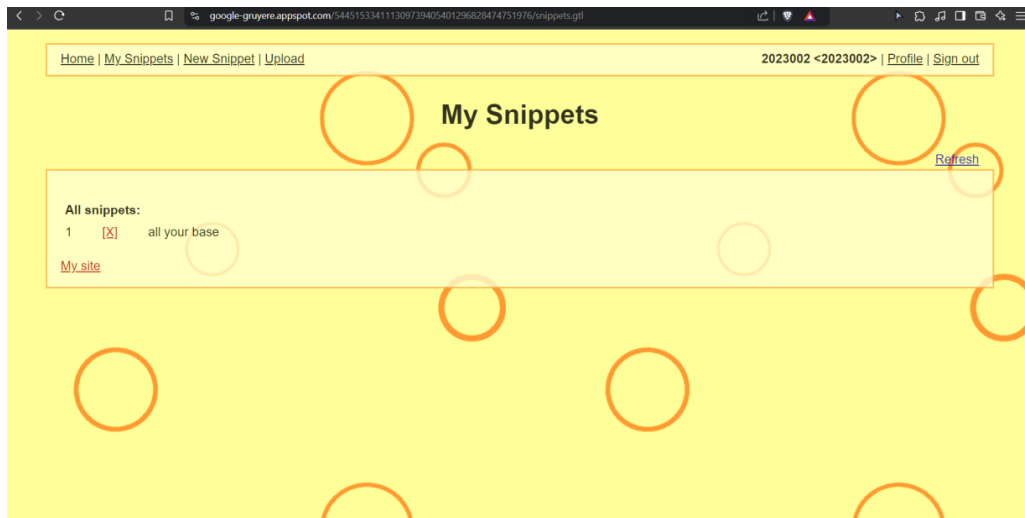 google-gruyere.appspot.com/544515334111309739405401296828474751976/snippets.gtl
Home | My Snippets | New Snippet | Upload
2023002 <2023002> | Profile | Sign out
My Snippets
Refresh
All snippets:
1 [X] all your base
My site